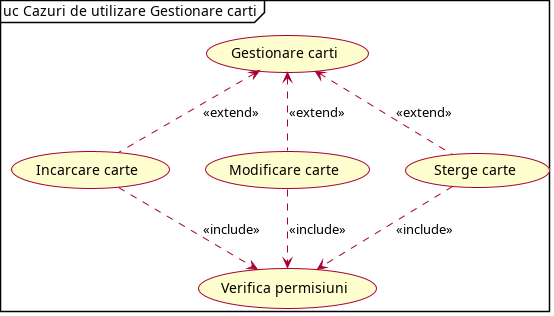 uc Cazuri de utilizare Gestionare carti
Gestionare carti
«extend» «extend» «extend»
Incarcare carte Modificare carte Sterge carte
«include» «include» «include»
Verifica permisiuni